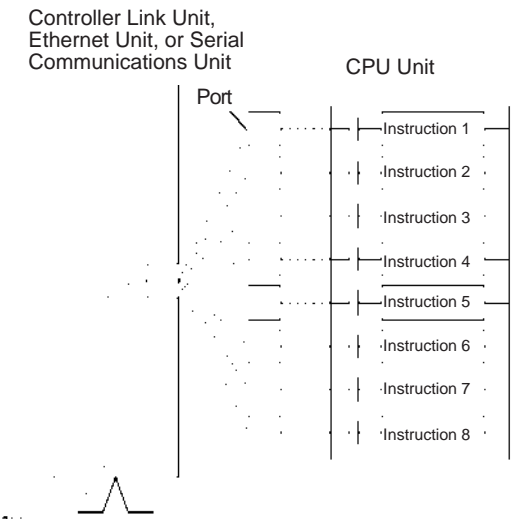 Controller Link Unit,
Ethernet Unit, or Serial
Communications Unit
CPU Unit
Port
Instruction 1
Instruction 2
Instruction 3
Instruction 4
Instruction 5
Instruction 6
Instruction 7
Instruction 8